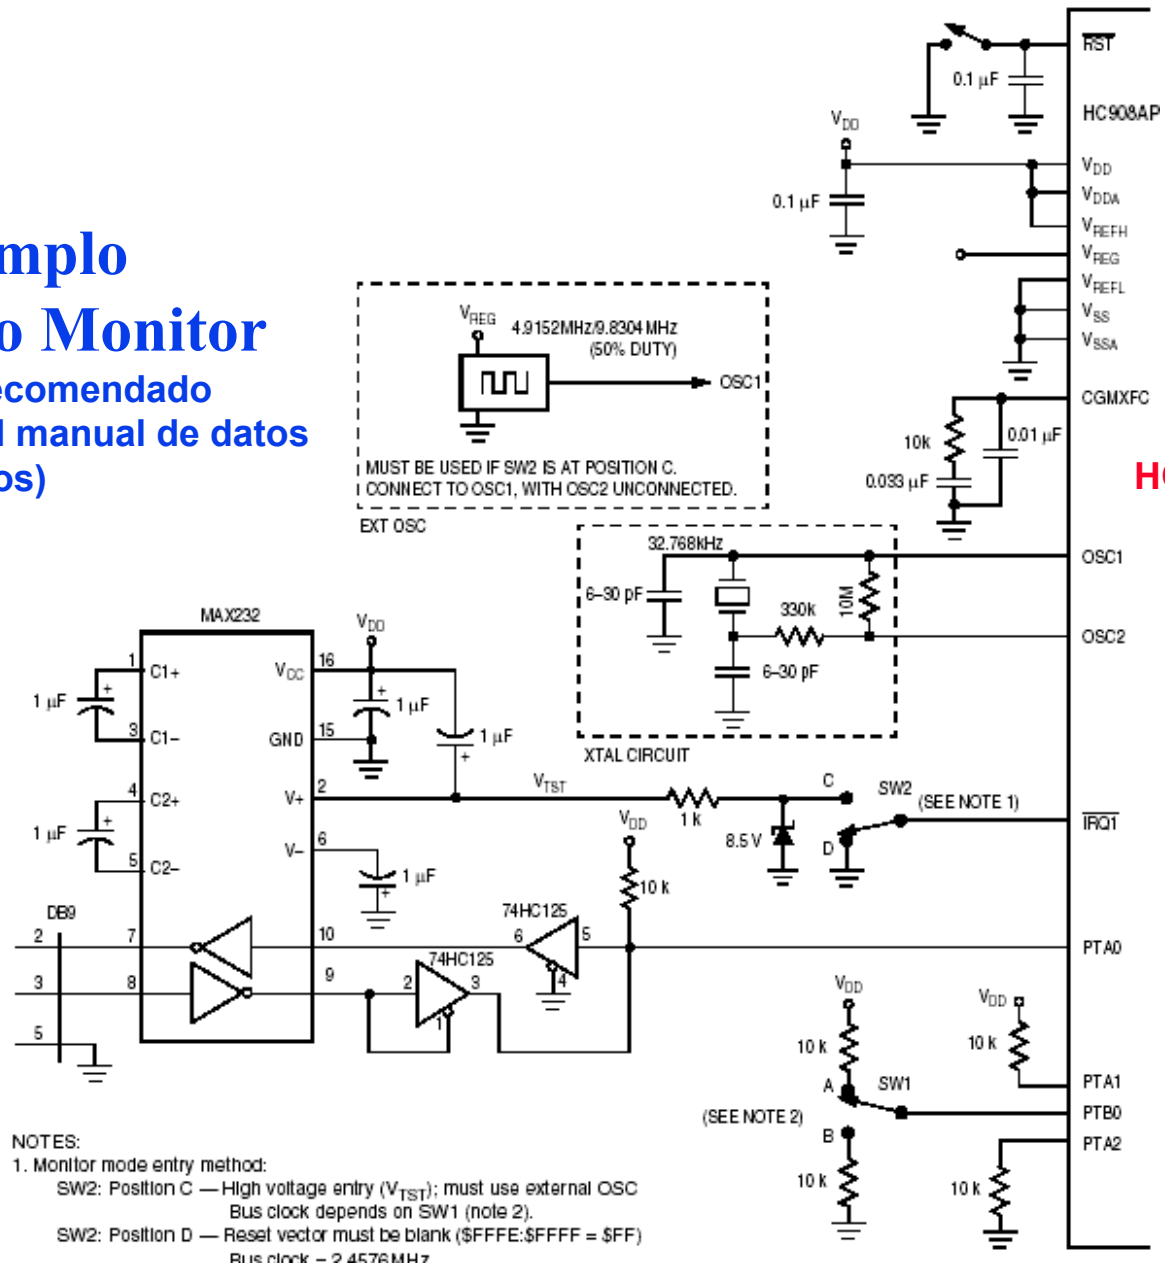 mplo
o Monitor
ecomendado
l manual de datos
os)
RST
0.1 µF
HC908AP
VDD
0.1 µF
VDD
VDDA
VREFH
VREG
VREFL
VSS
VSSA
VREG
4.9152MHz/9.8304 MHz
(50% DUTY)
OSC1
MUST BE USED IF SW2 IS AT POSITION C.
CONNECT TO OSC1, WITH OSC2 UNCONNECTED.
EXT OSC
CGMXFC
10k
0.01 µF
0.033 µF
H
32.768kHz
6–30 pF
330k
10M
6–30 pF
XTAL CIRCUIT
OSC1
OSC2
MAX232
VDD
1 C1+
VCC 16
1 µF
1 µF
3 C1–
GND 15
1 µF
4 C2+
V+ 2
VTST
1 k
C
SW2
(SEE NOTE 1)
IRQ1
8.5 V
D
1 µF
5 C2–
V– 6
1 µF
VDD
10 k
DB9
74HC125
2
7
10
6
5
4
PTA0
74HC125
3
8
9
2
3
1
5
VDD
10 k
A
SW1
(SEE NOTE 2)
B
10 k
VDD
10 k
PTA1
PTB0
PTA2
10 k
NOTES:
1. Monitor mode entry method:
SW2: Position C — High voltage entry (VTST); must use external OSC
Bus clock depends on SW1 (note 2).
SW2: Position D — Reset vector must be blank ($FFFE:$FFFF = $FF)
Bus clock = 2.4576MHz